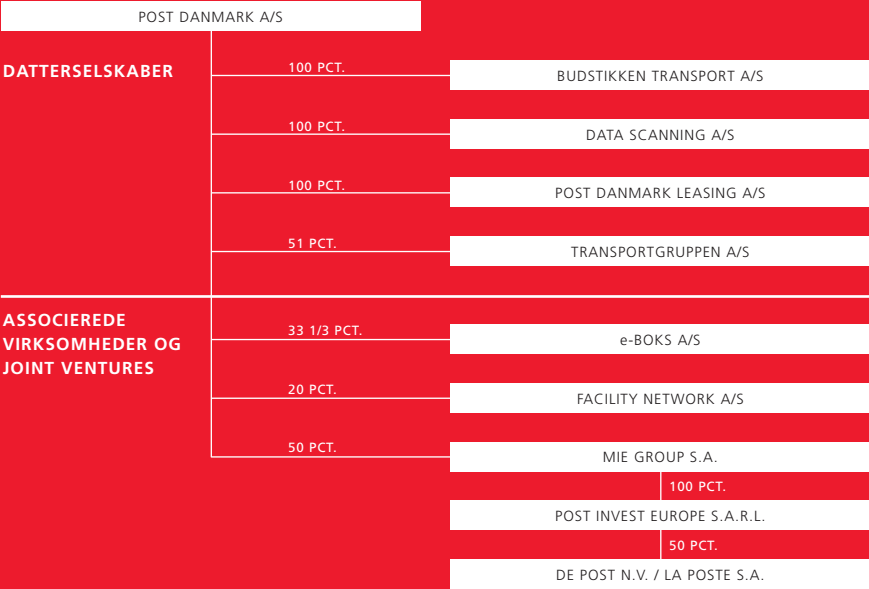 POST DANMARK A/S
DATTERSELSKABER
100 PCT.
BUDSTIKKEN TRANSPORT A/S
100 PCT.
DATA SCANNING A/S
100 PCT.
POST DANMARK LEASING A/S
51 PCT.
TRANSPORTGRUPPEN A/S
ASSOCIEREDE
VIRKSOMHEDER OG
JOINT VENTURES
33 1/3 PCT.
e-BOKS A/S
20 PCT.
FACILITY NETWORK A/S
50 PCT.
MIE GROUP S.A.
100 PCT.
POST INVEST EUROPE S.A.R.L.
50 PCT.
DE POST N.V. / LA POSTE S.A.